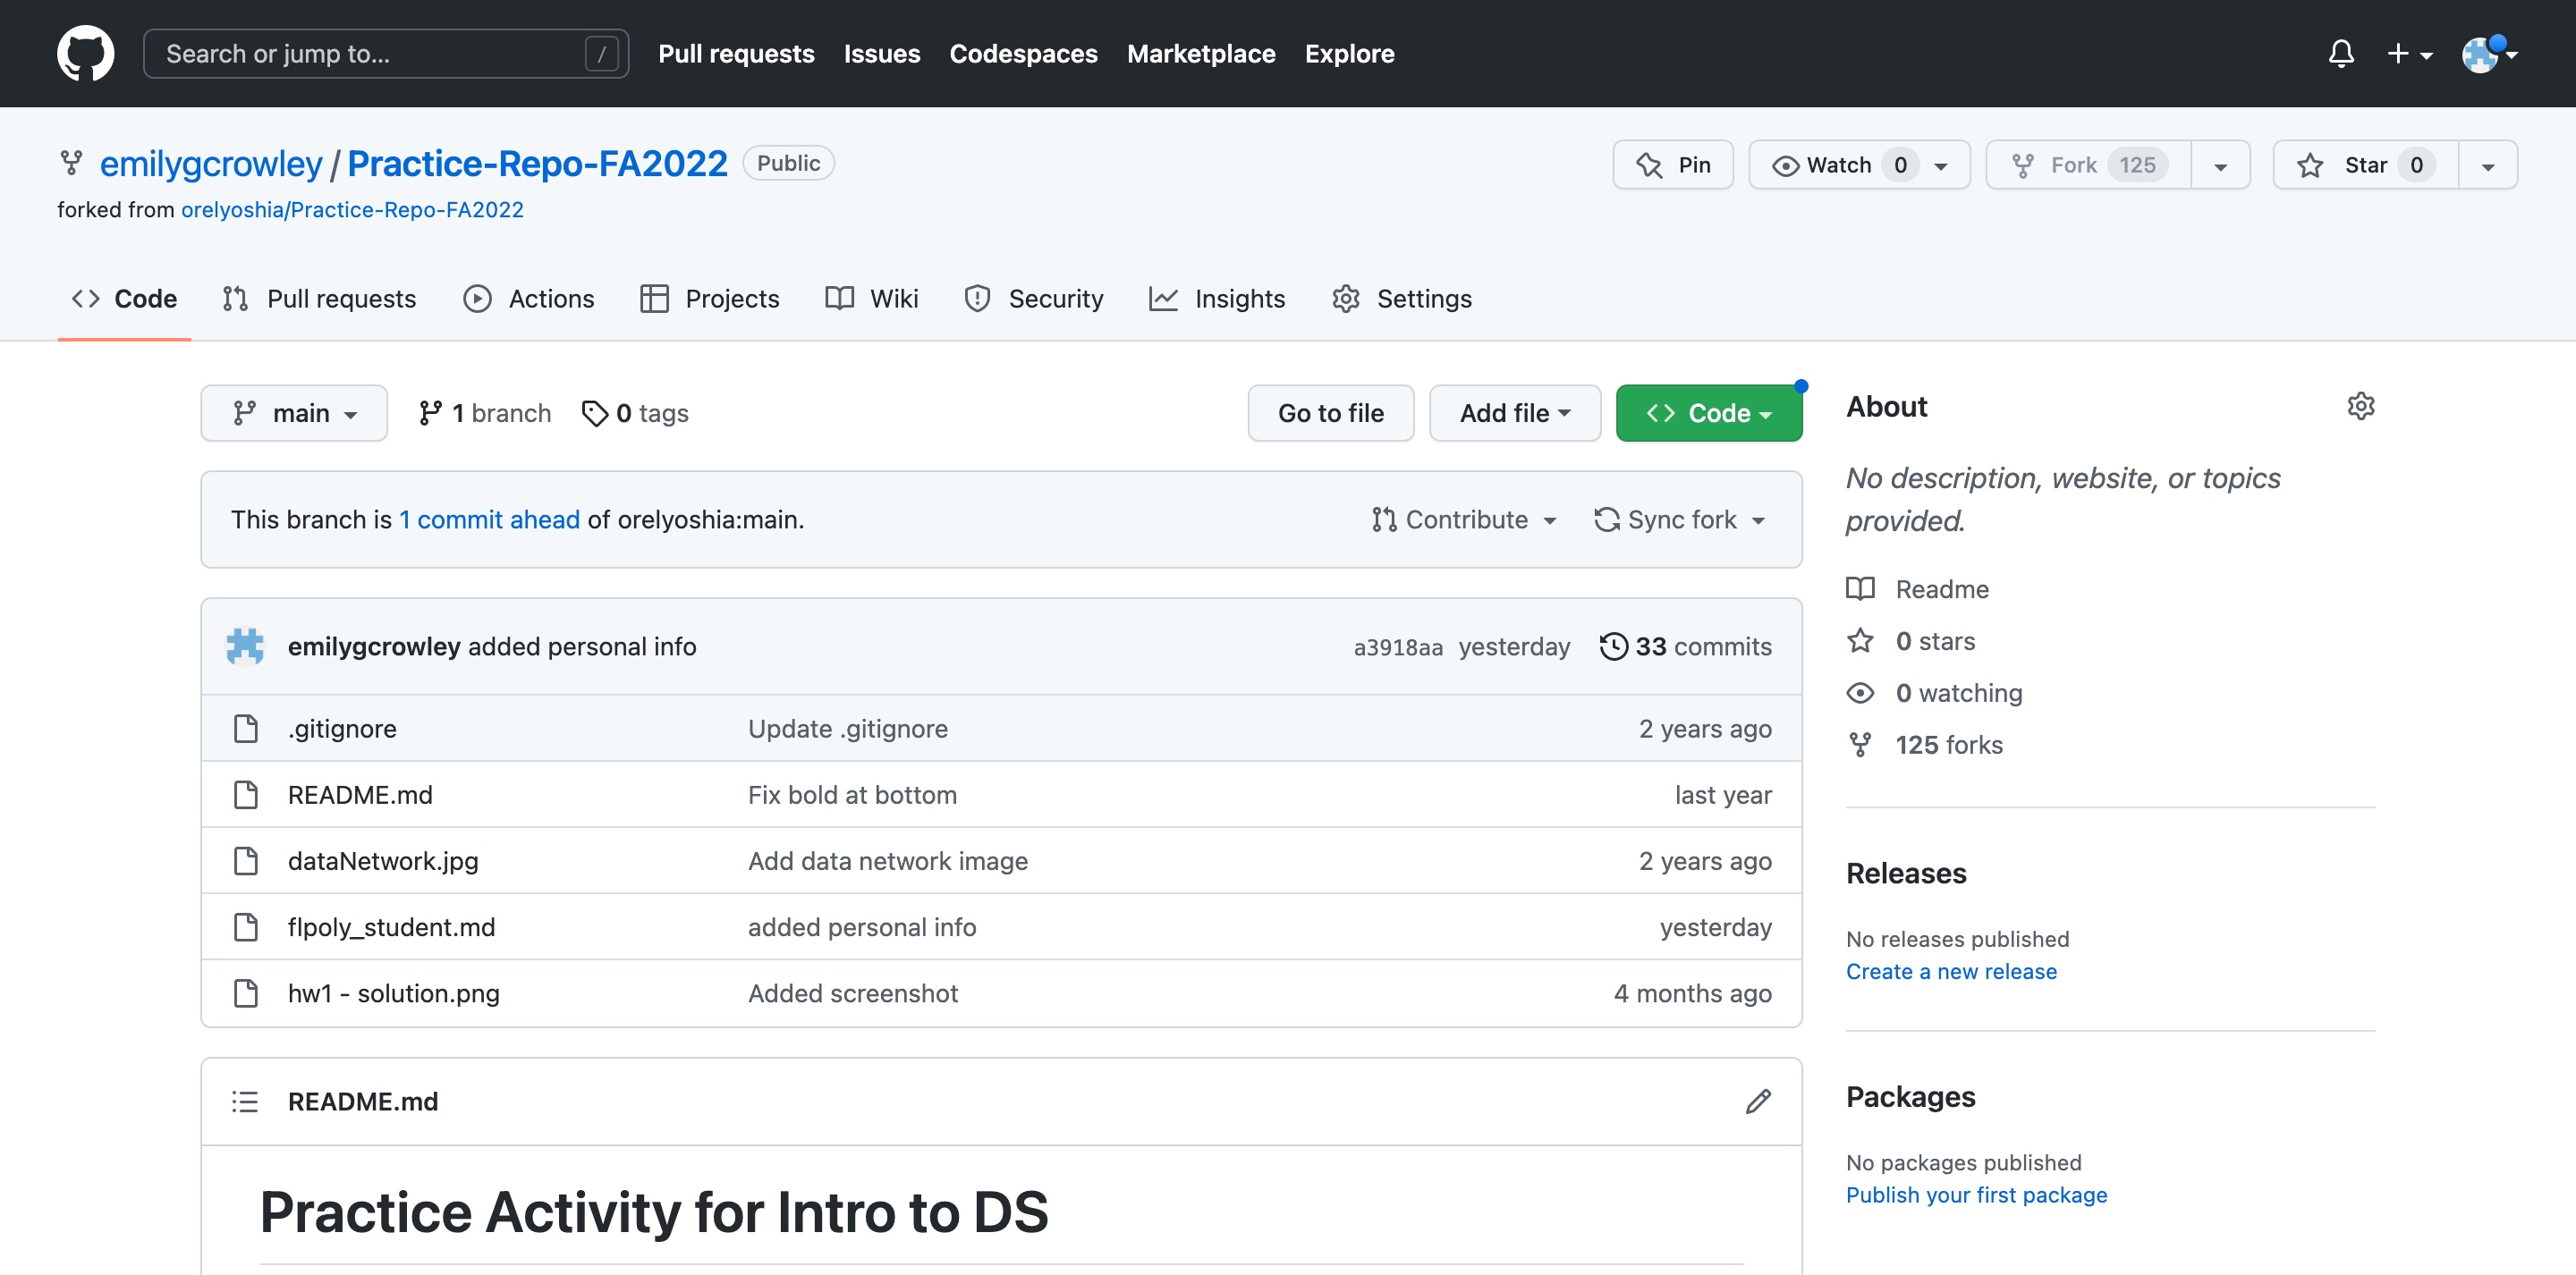 Search or jump to... /
Pull requests Issues Codespaces Marketplace Explore
emilygcrowley / Practice-Repo-FA2022 Public
forked from orelyoshia/Practice-Repo-FA2022
Pin Watch 0 Fork 125 Star 0
Code Pull requests Actions Projects Wiki Security Insights Settings
main 1 branch 0 tags Go to file Add file Code
This branch is 1 commit ahead of orelyoshia:main. Contribute Sync fork
emilygcrowley added personal info a3918aa yesterday 33 commits
.gitignore Update .gitignore 2 years ago
README.md Fix bold at bottom last year
dataNetwork.jpg Add data network image 2 years ago
flpoly_student.md added personal info yesterday
hw1 - solution.png Added screenshot 4 months ago
README.md
Practice Activity for Intro to DS
About
No description, website, or topics
provided.
Readme
0 stars
0 watching
125 forks
Releases
No releases published
Create a new release
Packages
No packages published
Publish your first package